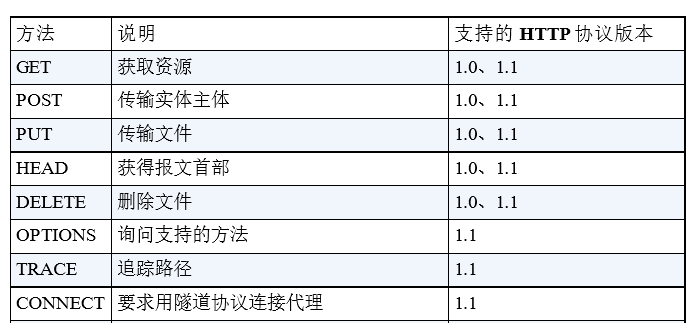 方法 说明 支持的 HTTP 协议版本
GET 获取资源 1.0、1.1
POST 传输实体主体 1.0、1.1
PUT 传输文件 1.0、1.1
HEAD 获得报文首部 1.0、1.1
DELETE 删除文件 1.0、1.1
OPTIONS 询问支持的方法 1.1
TRACE 追踪路径 1.1
CONNECT 要求用隧道协议连接代理 1.1